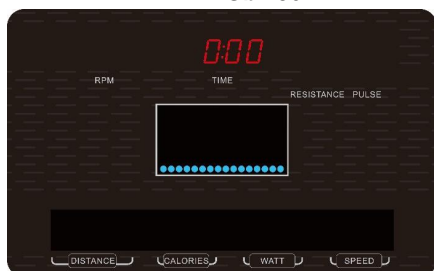 0:00
RPM TIME
RESISTANCE PULSE
DISTANCE CALORIES WATT SPEED